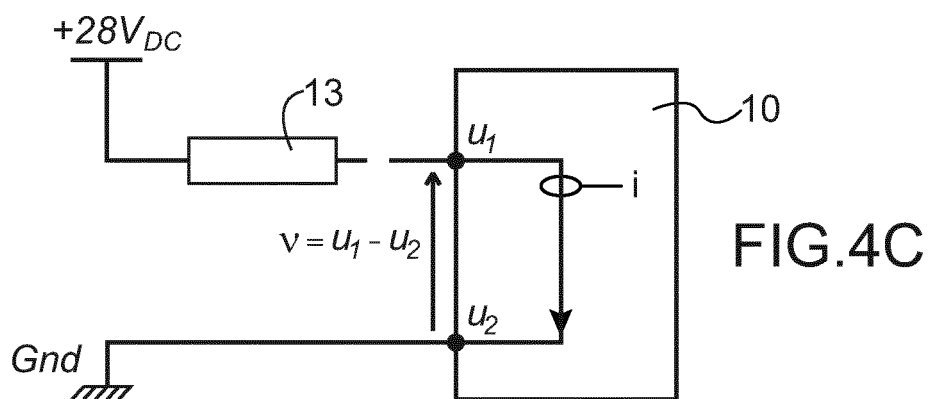 +28V_DC
13
10
u_1
i
ν = u_1 - u_2
FIG.4C
u_2
Gnd